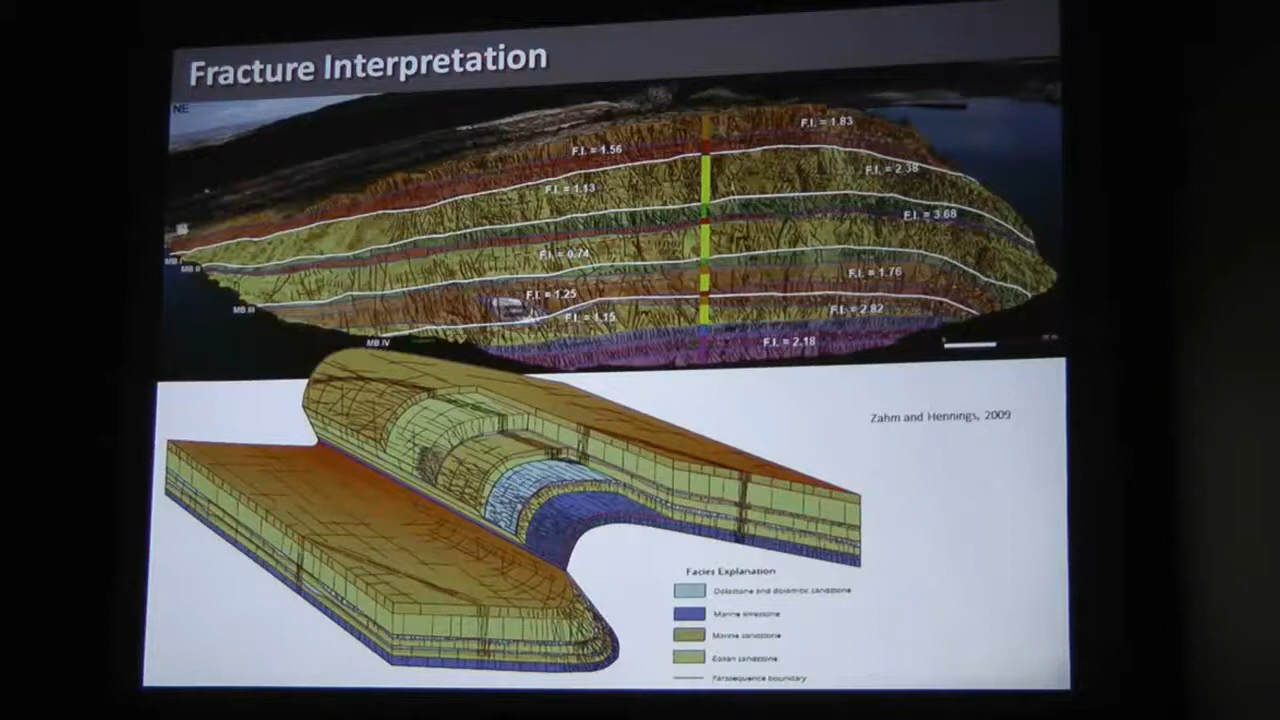 Fracture Interpretation
NE
F.I. = 1.83
F.I. = 1.56
F.I. = 2.38
F.I. = 1.13
F.I. = 3.68
F.I. = 0.74
MB II
F.I. = 1.76
F.I. = 1.25
MB III
F.I. = 2.82
F.I. = 1.15
MB IV
F.I. = 2.18
Zahm and Hennings, 2009
Facies Explanation
Dolostone and dolomitic sandstone
Marine limestone
Marine sandstone
Eolian sandstone
Parasequence boundary